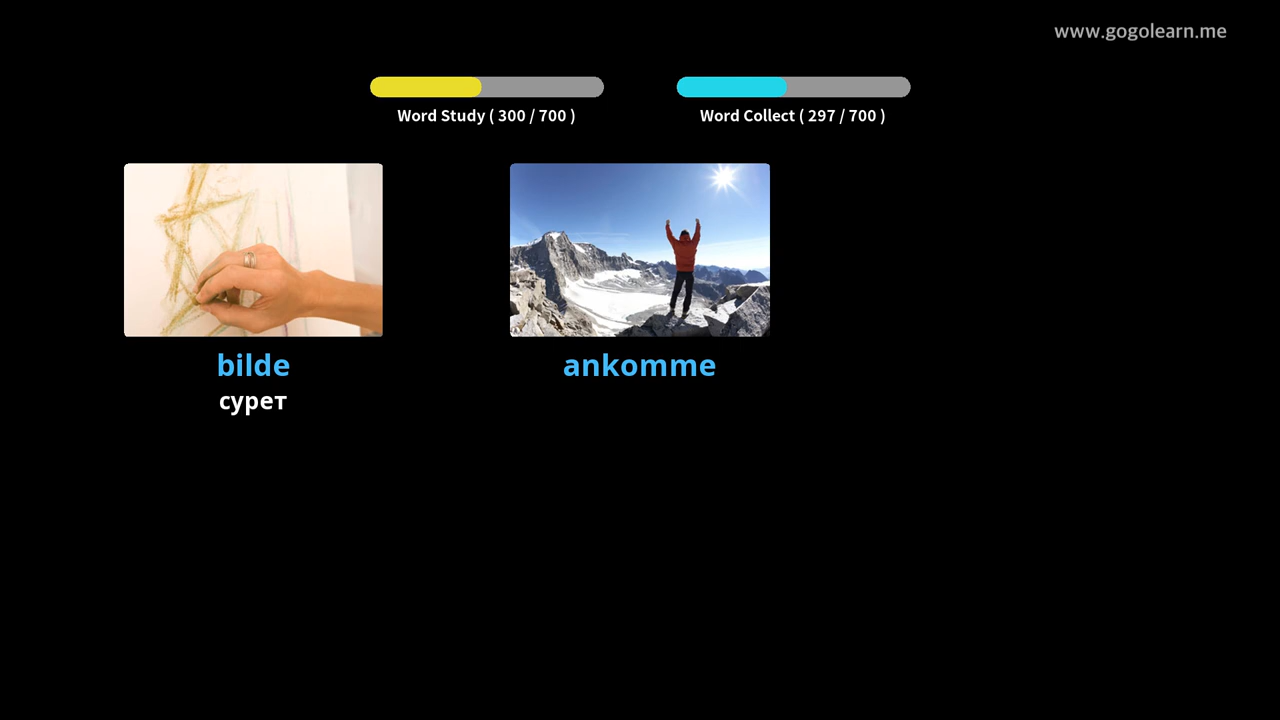 www.gogolearn.me
Word Study ( 300 / 700 )
Word Collect ( 297 / 700 )
bilde
ankomme
сурет